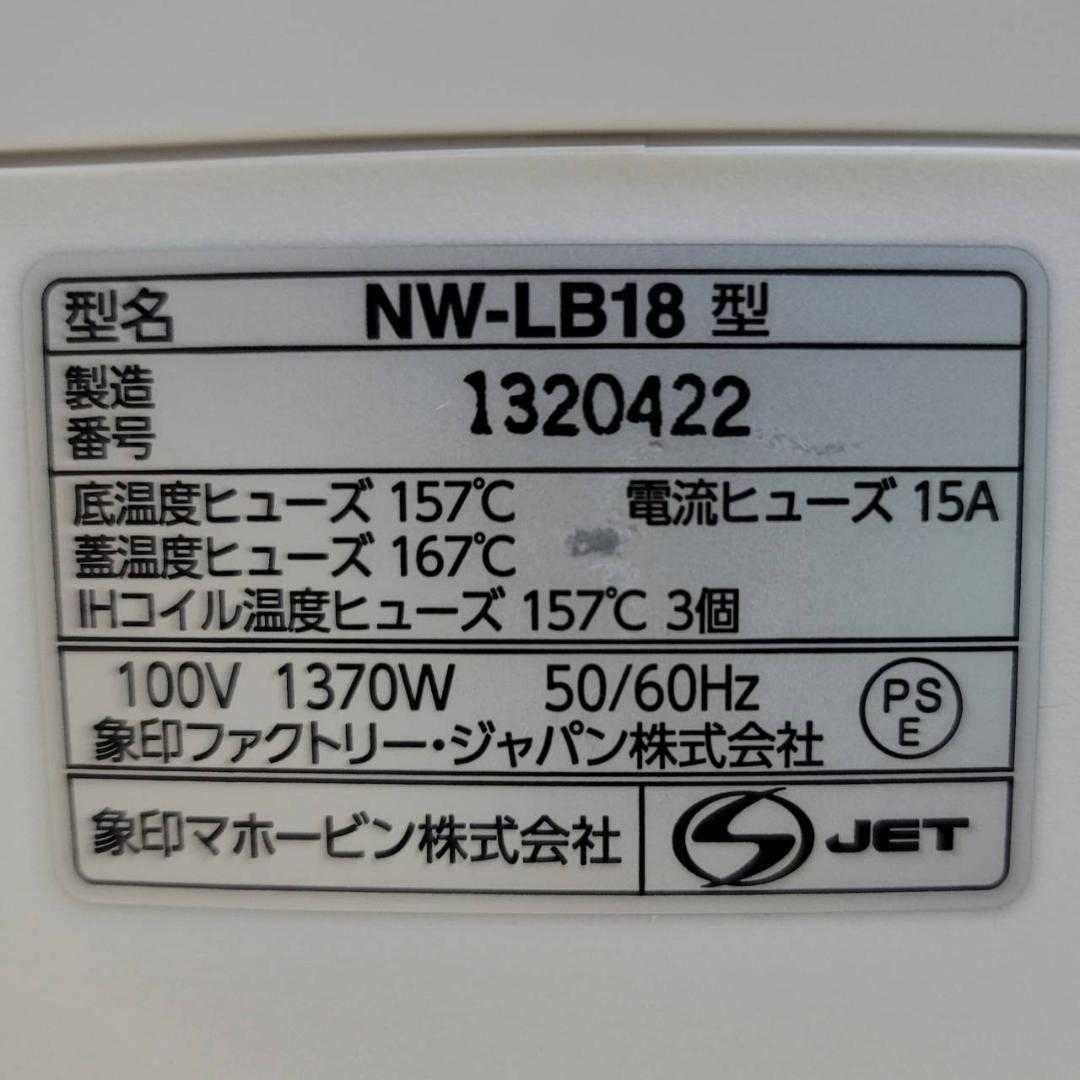 型名 NW-LB18 型
製造
番号 1320422
底温度ヒューズ 157℃ 電流ヒューズ 15A
蓋温度ヒューズ 167℃
IHコイル温度ヒューズ 157℃ 3個
100V 1370W 50/60Hz
PS
E
象印ファクトリー・ジャパン株式会社
象印マホービン株式会社 JET